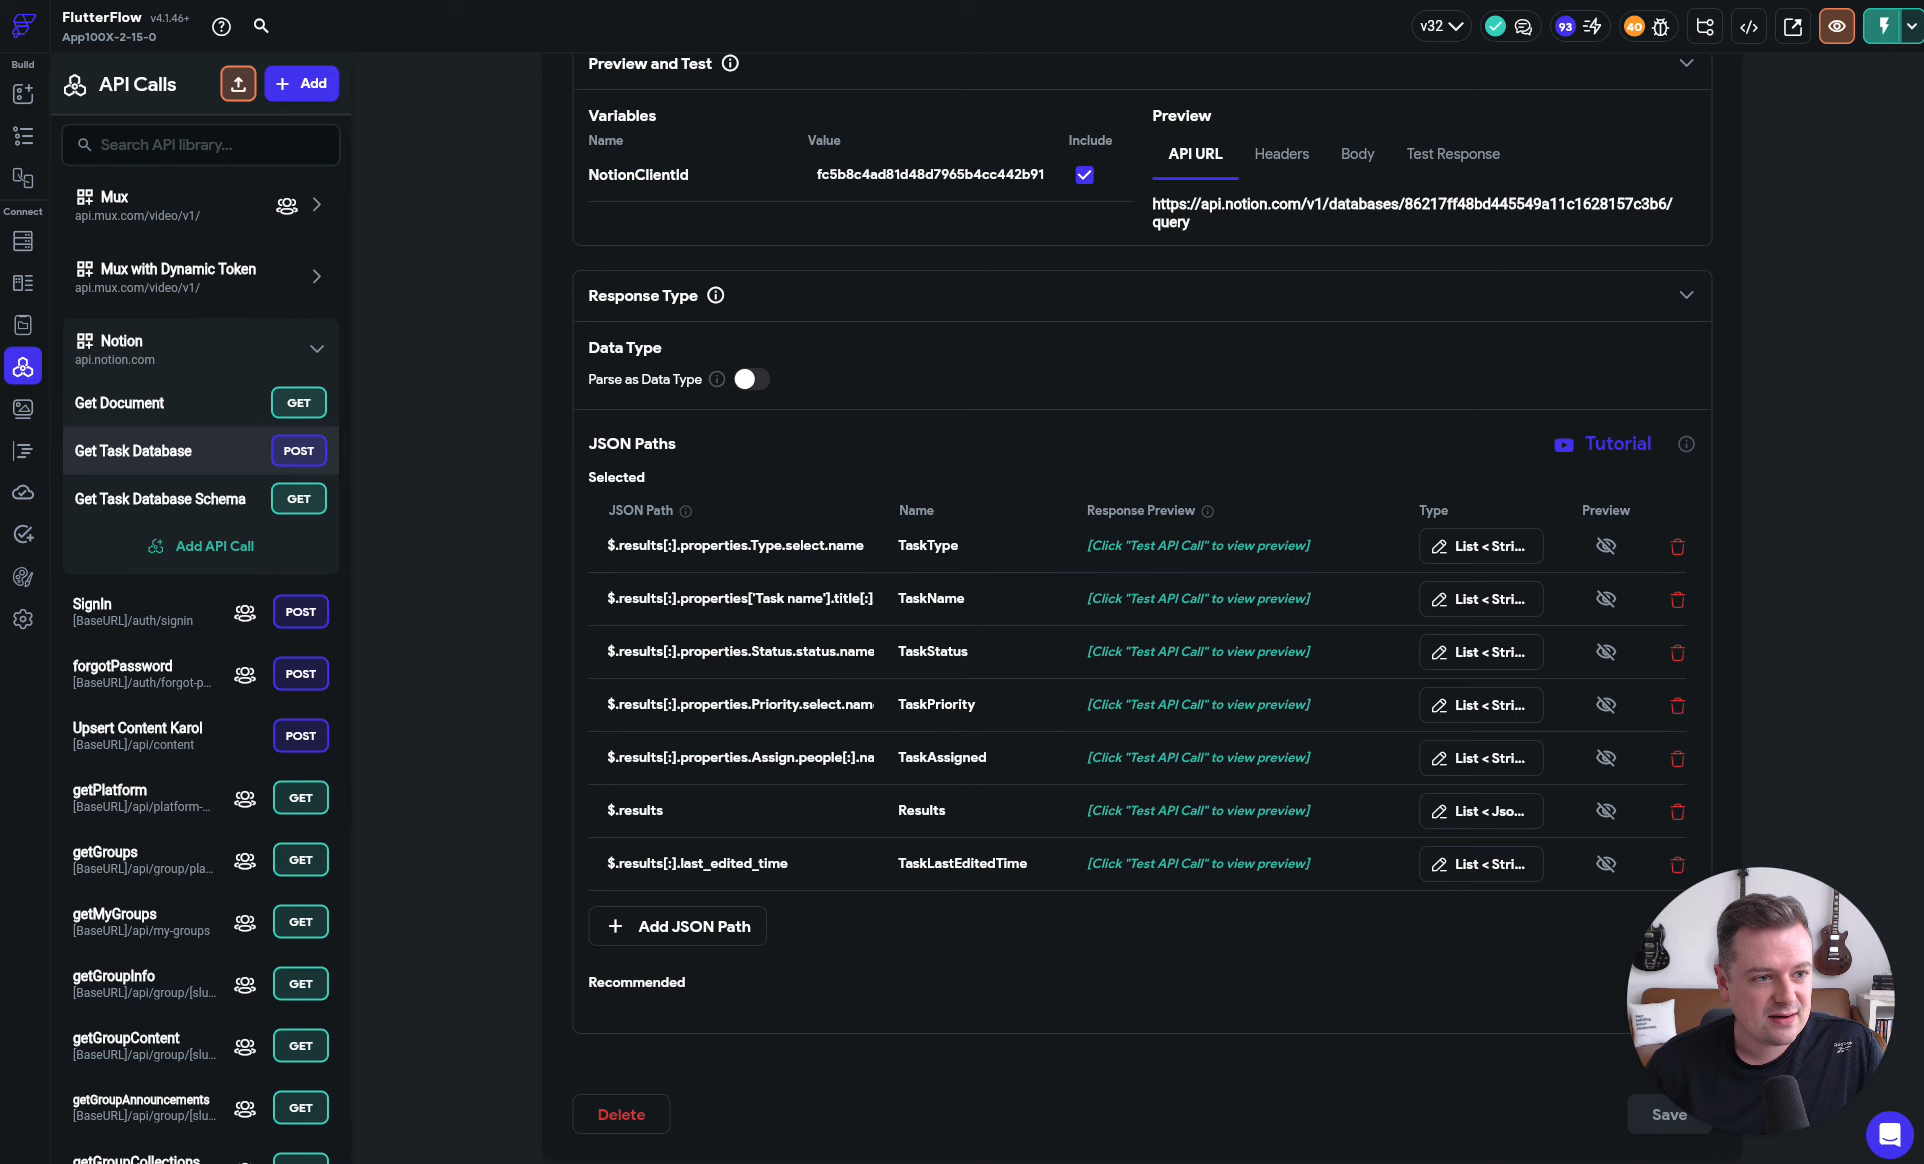 FlutterFlow v4.1.46+
App100X-2-15-0
v32
93
40
Build
Connect
API Calls
Add
Search API library...
Mux
api.mux.com/video/v1/
Mux with Dynamic Token
api.mux.com/video/v1/
Notion
api.notion.com
Get Document GET
Get Task Database POST
Get Task Database Schema GET
Add API Call
SignIn
[BaseURL]/auth/signin
POST
forgotPassword
[BaseURL]/auth/forgot-p...
POST
Upsert Content Karol
[BaseURL]/api/content
POST
getPlatform
[BaseURL]/api/platform-...
GET
getGroups
[BaseURL]/api/group/pla...
GET
getMyGroups
[BaseURL]/api/my-groups
GET
getGroupInfo
[BaseURL]/api/group/[slu...
GET
getGroupContent
[BaseURL]/api/group/[slu...
GET
getGroupAnnouncements
[BaseURL]/api/group/[slu...
GET
getGroupCollections
Preview and Test
Variables
Name Value Include
NotionClientId fc5b8c4ad81d48d7965b4cc442b91
Preview
API URL Headers Body Test Response
https://api.notion.com/v1/databases/86217ff48bd445549a11c1628157c3b6/
query
Response Type
Data Type
Parse as Data Type
JSON Paths
Tutorial
Selected
JSON Path Name Response Preview Type Preview
$.results[:].properties.Type.select.name TaskType [Click "Test API Call" to view preview] List < Stri...
$.results[:].properties['Task name'].title[:] TaskName [Click "Test API Call" to view preview] List < Stri...
$.results[:].properties.Status.status.name TaskStatus [Click "Test API Call" to view preview] List < Stri...
$.results[:].properties.Priority.select.nam TaskPriority [Click "Test API Call" to view preview] List < Stri...
$.results[:].properties.Assign.people[:].na TaskAssigned [Click "Test API Call" to view preview] List < Stri...
$.results Results [Click "Test API Call" to view preview] List < Jso...
$.results[:].last_edited_time TaskLastEditedTime [Click "Test API Call" to view preview] List < Stri...
Add JSON Path
Recommended
Delete
Save